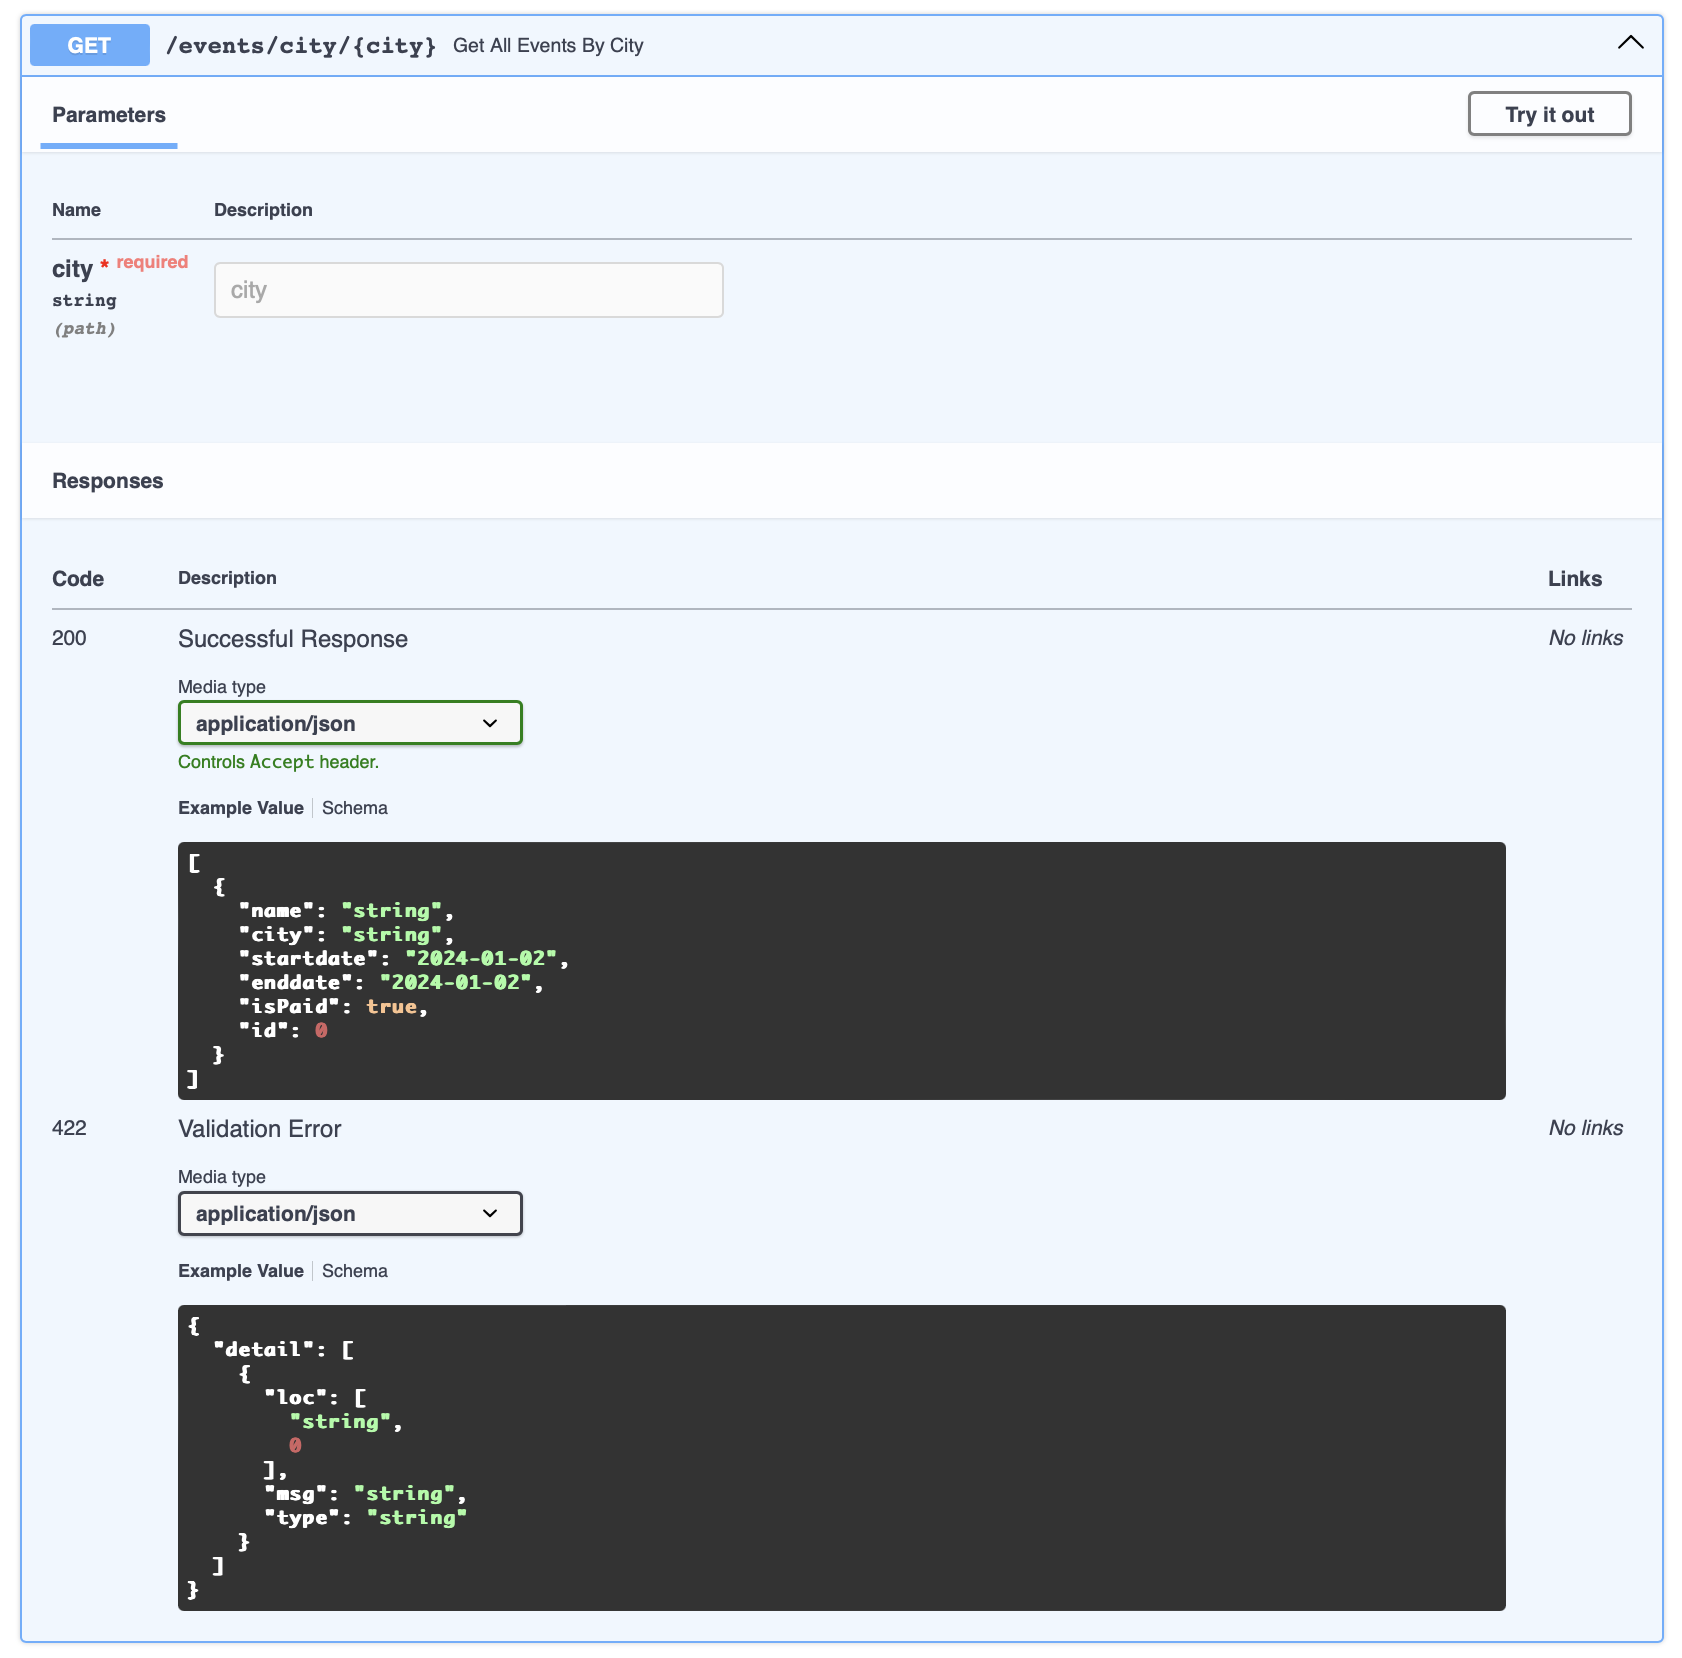 GET /events/city/{city} Get All Events By City
Parameters
Try it out
Name Description
city * required
string
(path)
city
Responses
Code Description Links
200 Successful Response No links
Media type
application/json
Controls Accept header.
Example Value Schema
[
  {
    "name": "string",
    "city": "string",
    "startdate": "2024-01-02",
    "enddate": "2024-01-02",
    "isPaid": true,
    "id": 0
  }
]
422 Validation Error No links
Media type
application/json
Example Value Schema
{
  "detail": [
    {
      "loc": [
        "string",
        0
      ],
      "msg": "string",
      "type": "string"
    }
  ]
}